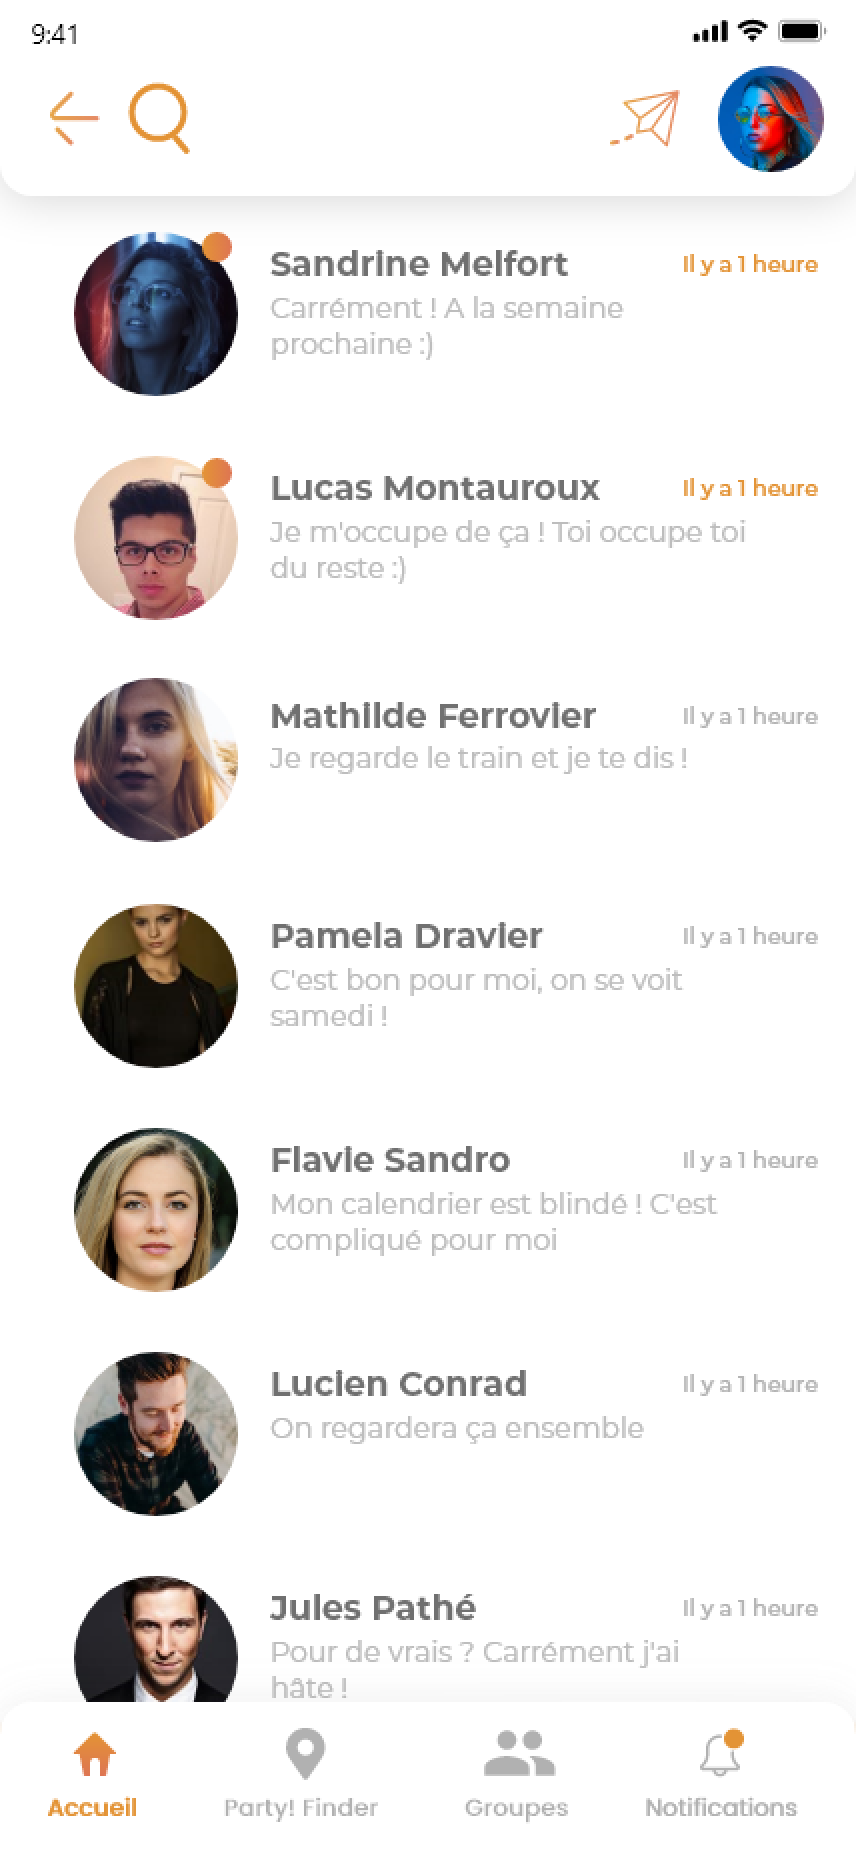 9:41
Sandrine Melfort
Il y a 1 heure
Carrément ! A la semaine
prochaine :)
Lucas Montauroux
Il y a 1 heure
Je m'occupe de ça ! Toi occupe toi
du reste :)
Mathilde Ferrovier
Il y a 1 heure
Je regarde le train et je te dis !
Pamela Dravier
Il y a 1 heure
C'est bon pour moi, on se voit
samedi !
Flavie Sandro
Il y a 1 heure
Mon calendrier est blindé ! C'est
compliqué pour moi
Lucien Conrad
Il y a 1 heure
On regardera ça ensemble
Jules Pathé
Il y a 1 heure
Pour de vrais ? Carrément j'ai
hâte !
Accueil
Party! Finder
Groupes
Notifications